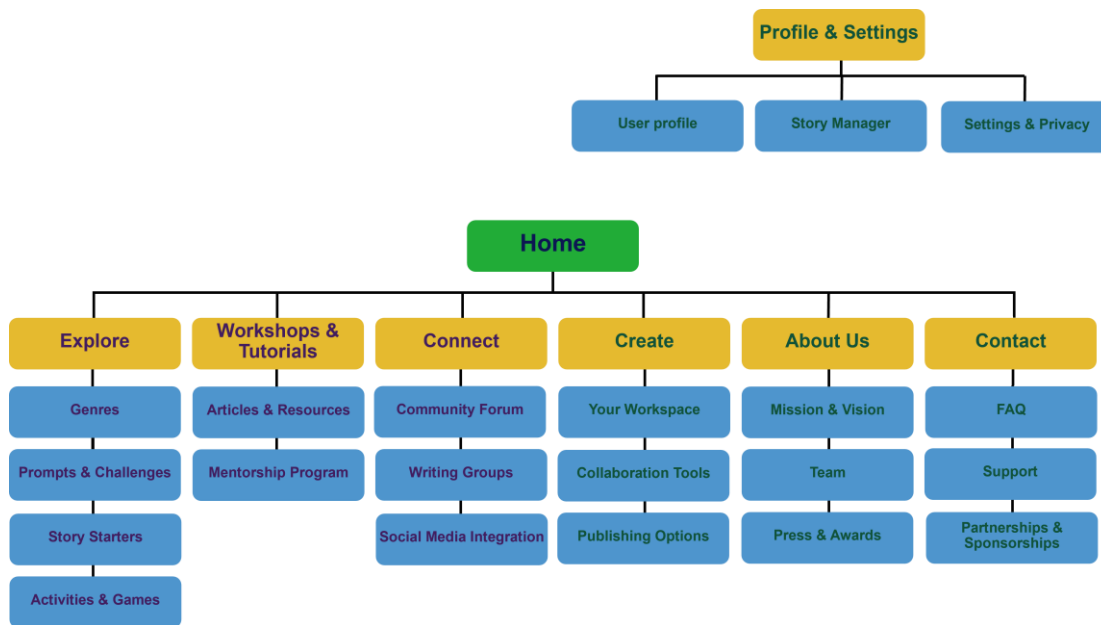 Profile & Settings
User profile
Story Manager
Settings & Privacy
Home
Explore
Workshops &
Tutorials
Connect
Create
About Us
Contact
Genres
Articles & Resources
Community Forum
Your Workspace
Mission & Vision
FAQ
Prompts & Challenges
Mentorship Program
Writing Groups
Collaboration Tools
Team
Support
Story Starters
Social Media Integration
Publishing Options
Press & Awards
Partnerships &
Sponsorships
Activities & Games